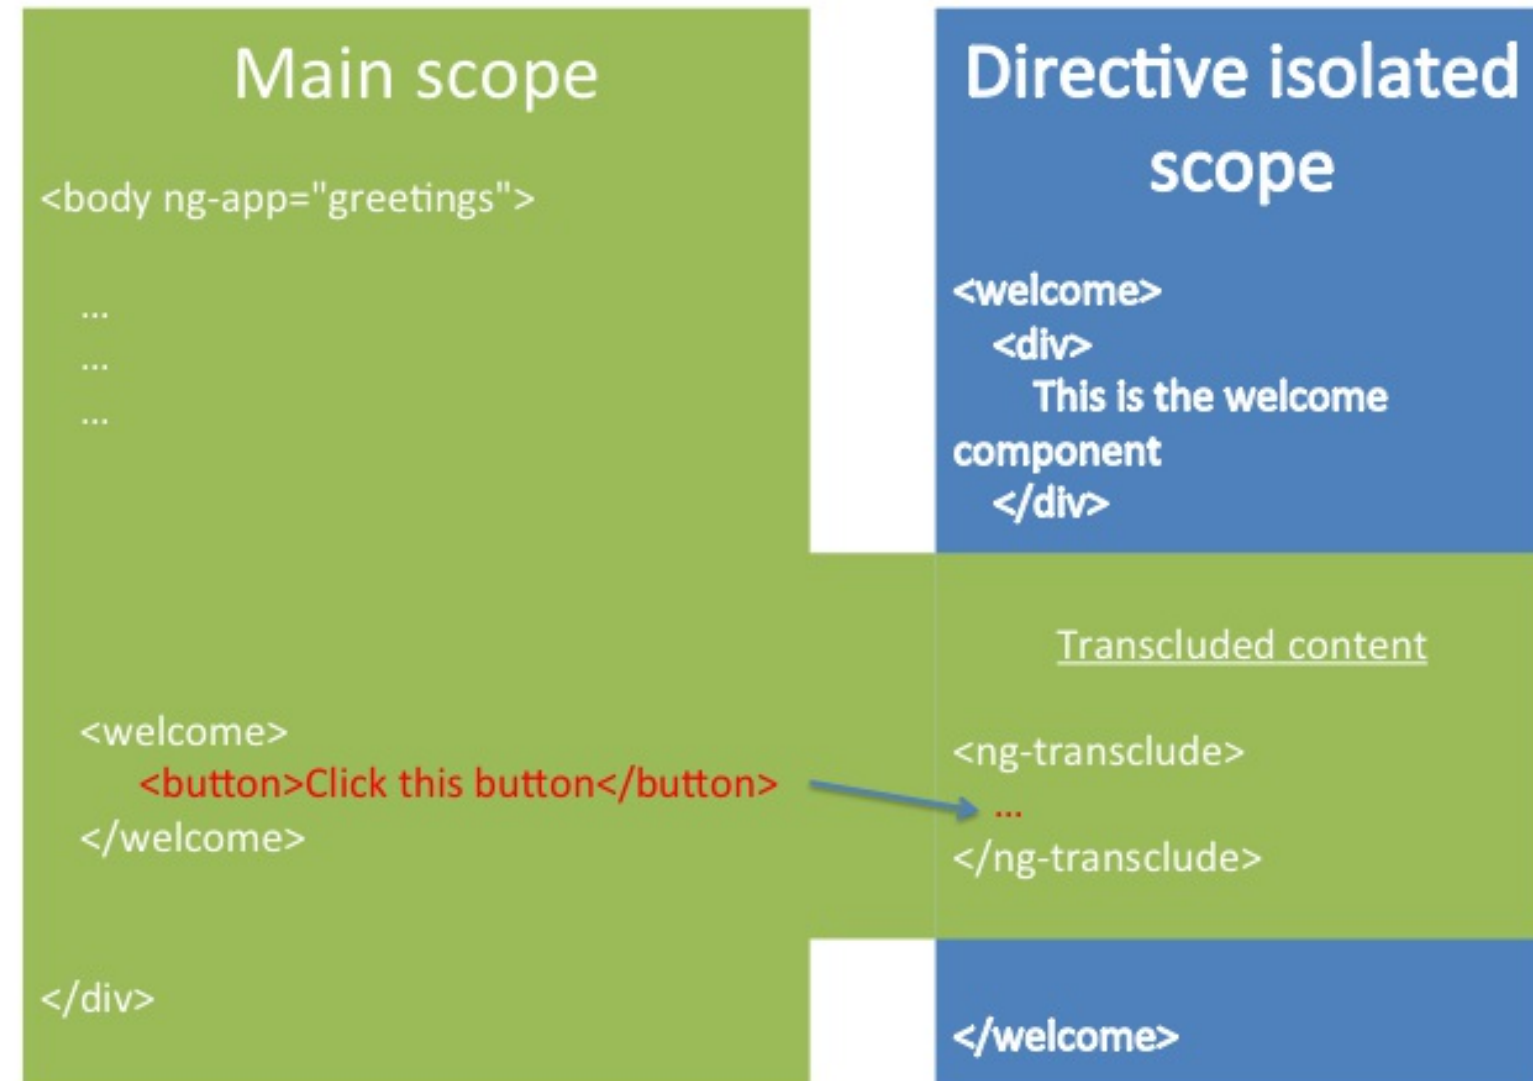 Main scope
<body ng-app="greetings">
...
...
...
<welcome>
<button>Click this button</button>
</welcome>
</div>
Directive isolated
scope
<welcome>
<div>
This is the welcome
component
</div>
Transcluded content
<ng-transclude>
...
</ng-transclude>
</welcome>